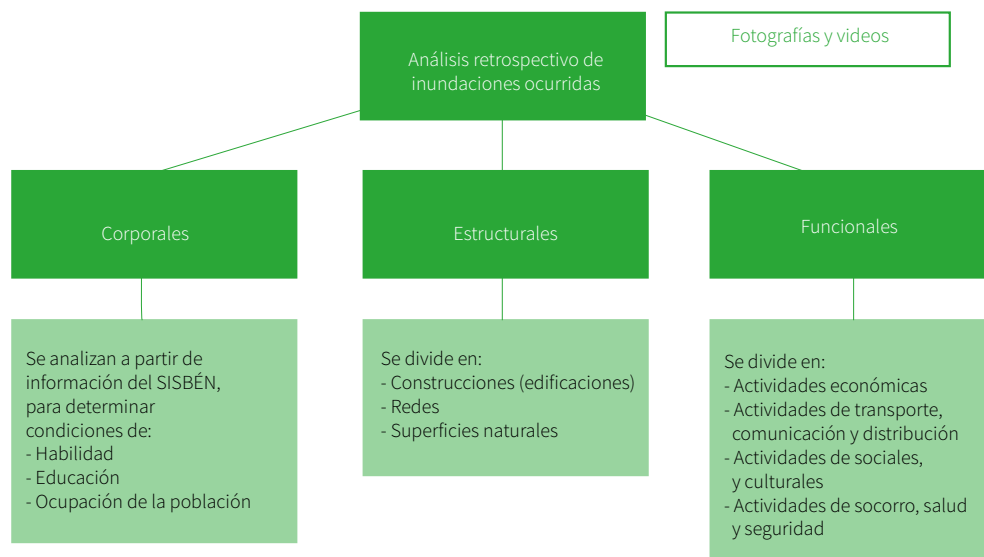 Análisis retrospectivo de
inundaciones ocurridas
Fotografías y videos
Corporales
Estructurales
Funcionales
Se analizan a partir de
información del SISBÉN,
para determinar
condiciones de:
- Habilidad
- Educación
- Ocupación de la población
Se divide en:
- Construcciones (edificaciones)
- Redes
- Superficies naturales
Se divide en:
- Actividades económicas
- Actividades de transporte,
comunicación y distribución
- Actividades de sociales,
y culturales
- Actividades de socorro, salud
y seguridad